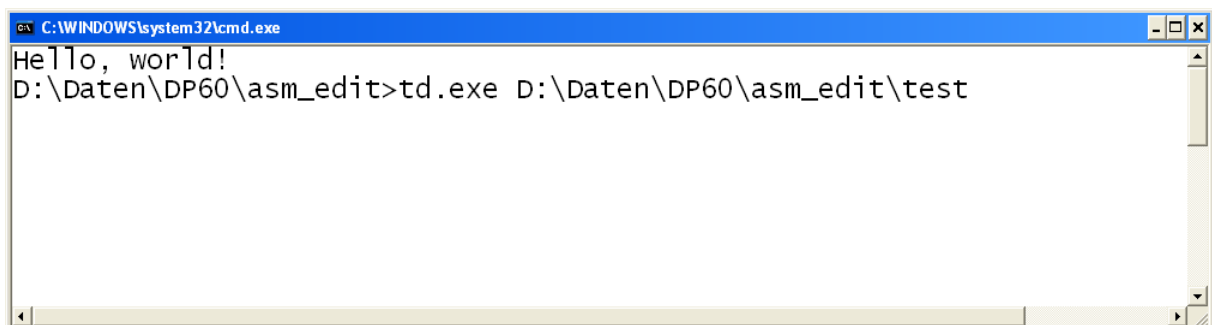 C:\WINDOWS\system32\cmd.exe
Hello, world!
D:\Daten\DP60\asm_edit>td.exe D:\Daten\DP60\asm_edit\test